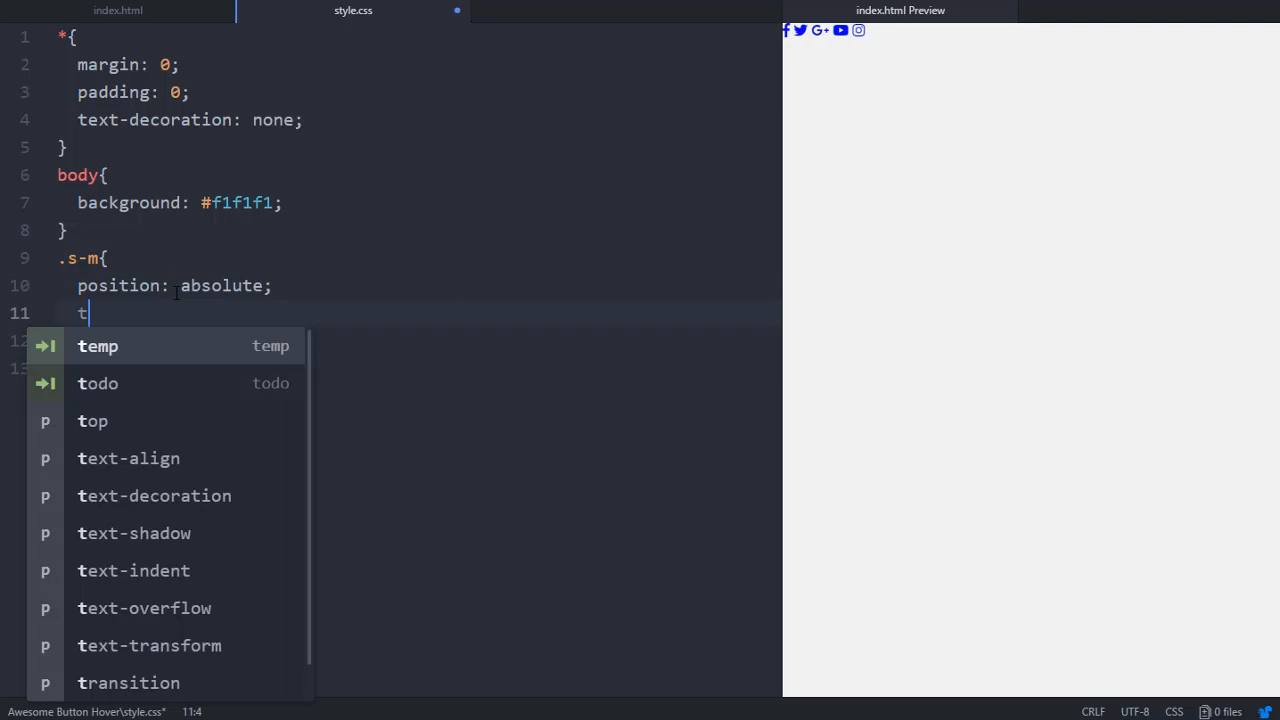 index.html
style.css
index.html Preview
1 *{
2 margin: 0;
3 padding: 0;
4 text-decoration: none;
5 }
6 body{
7 background: #f1f1f1;
8 }
9 .s-m{
10 position: absolute;
11 t
temp temp
todo todo
top
text-align
text-decoration
text-shadow
text-indent
text-overflow
text-transform
transition
Awesome Button Hover\style.css* 11:4
CRLF UTF-8 CSS 0 files